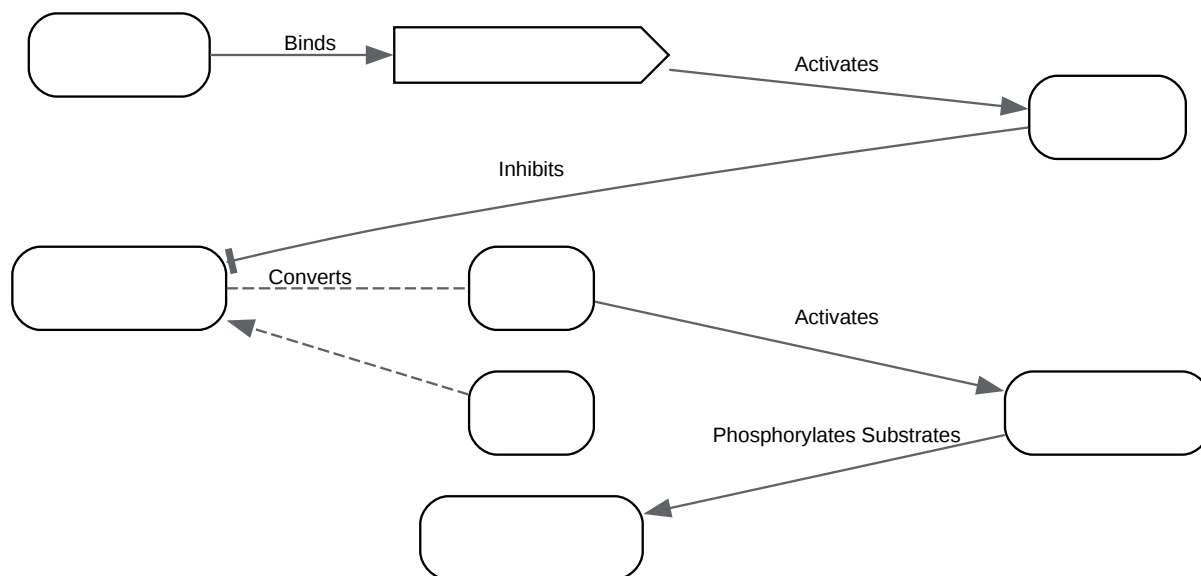 Binds
Activates
Inhibits
Converts
Activates
Phosphorylates Substrates